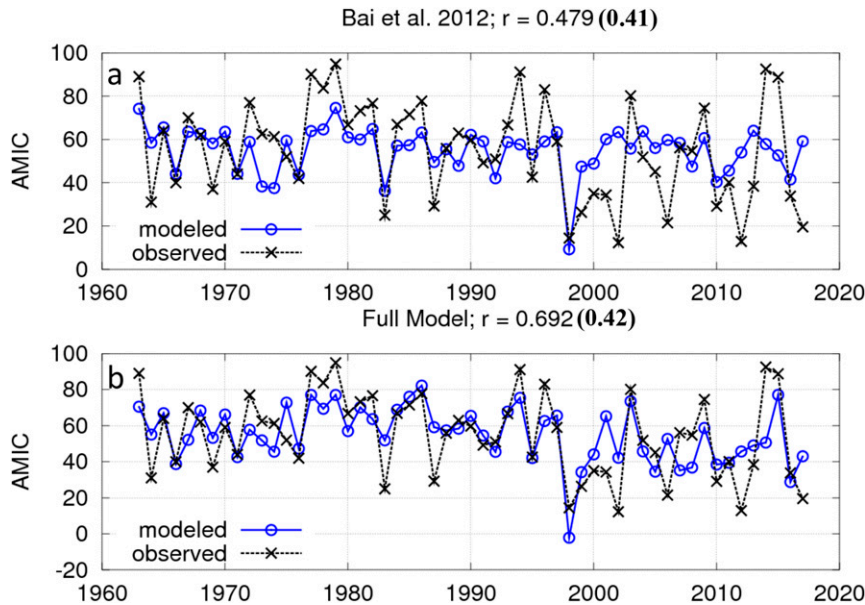 Bai et al. 2012; r = 0.479 (0.41)
a
AMIC
100
80
60
40
20
0
modeled
observed
1960 1970 1980 1990 2000 2010 2020
Full Model; r = 0.692 (0.42)
b
AMIC
100
80
60
40
20
0
-20
modeled
observed
1960 1970 1980 1990 2000 2010 2020